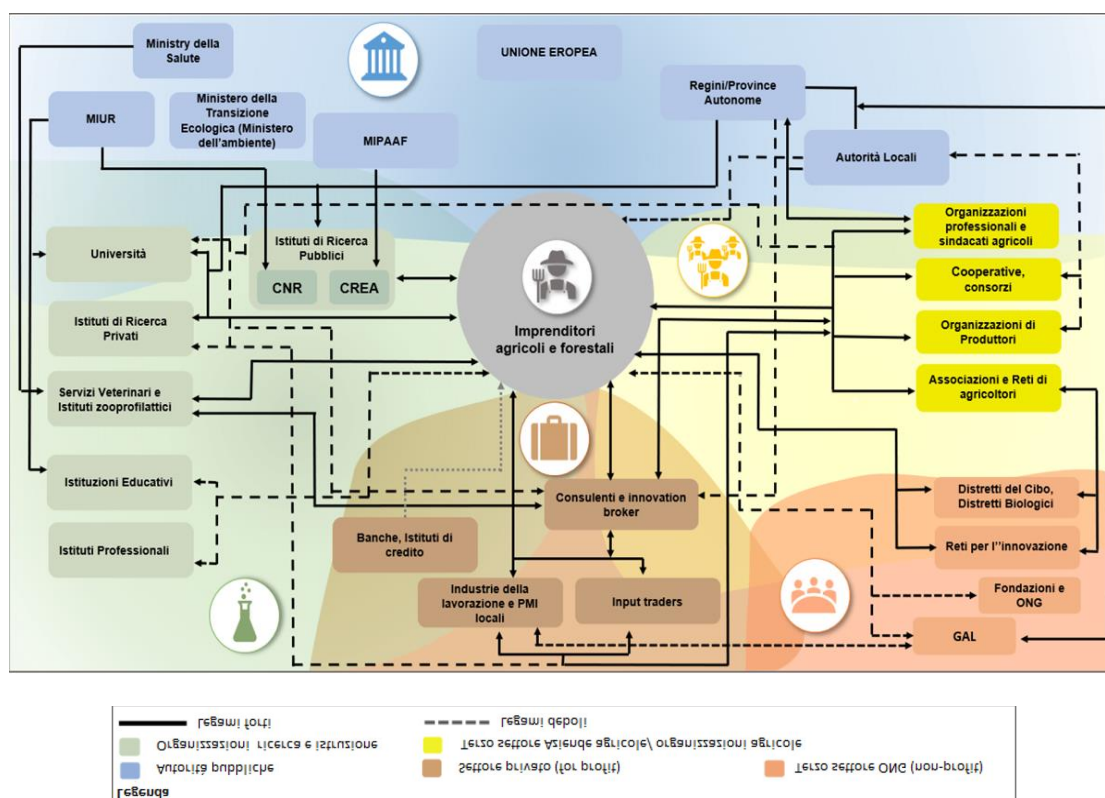 Ministry della
Salute
UNIONE EROPEA
Regini/Province
Autonome
MIUR
Ministero della
Transizione
Ecologica (Ministero
dell'ambiente)
MIPAAF
Autorità Locali
Università
Istituti di Ricerca
Pubblici
CNR
CREA
Organizzazioni
professionali e
sindacati agricoli
Cooperative,
consorzi
Istituti di Ricerca
Privati
Imprenditori
agricoli e forestali
Organizzazioni di
Produttori
Servizi Veterinari e
Istituti zooprofilattici
Associazioni e Reti di
agricoltori
Istituzioni Educativi
Consulenti e innovation
broker
Distretti del Cibo,
Distretti Biologici
Istituti Professionali
Banche, Istituti di
credito
Reti per l''innovazione
Industrie della
lavorazione e PMI
locali
Input traders
Fondazioni e
ONG
GAL
Legenda
Autorità pubbliche
Settore privato (for profit)
Terzo settore ONG (non-profit)
Organizzazioni ricerca e istruzione
Terzo settore Aziende agricole/ organizzazioni agricole
Legami forti
Legami deboli